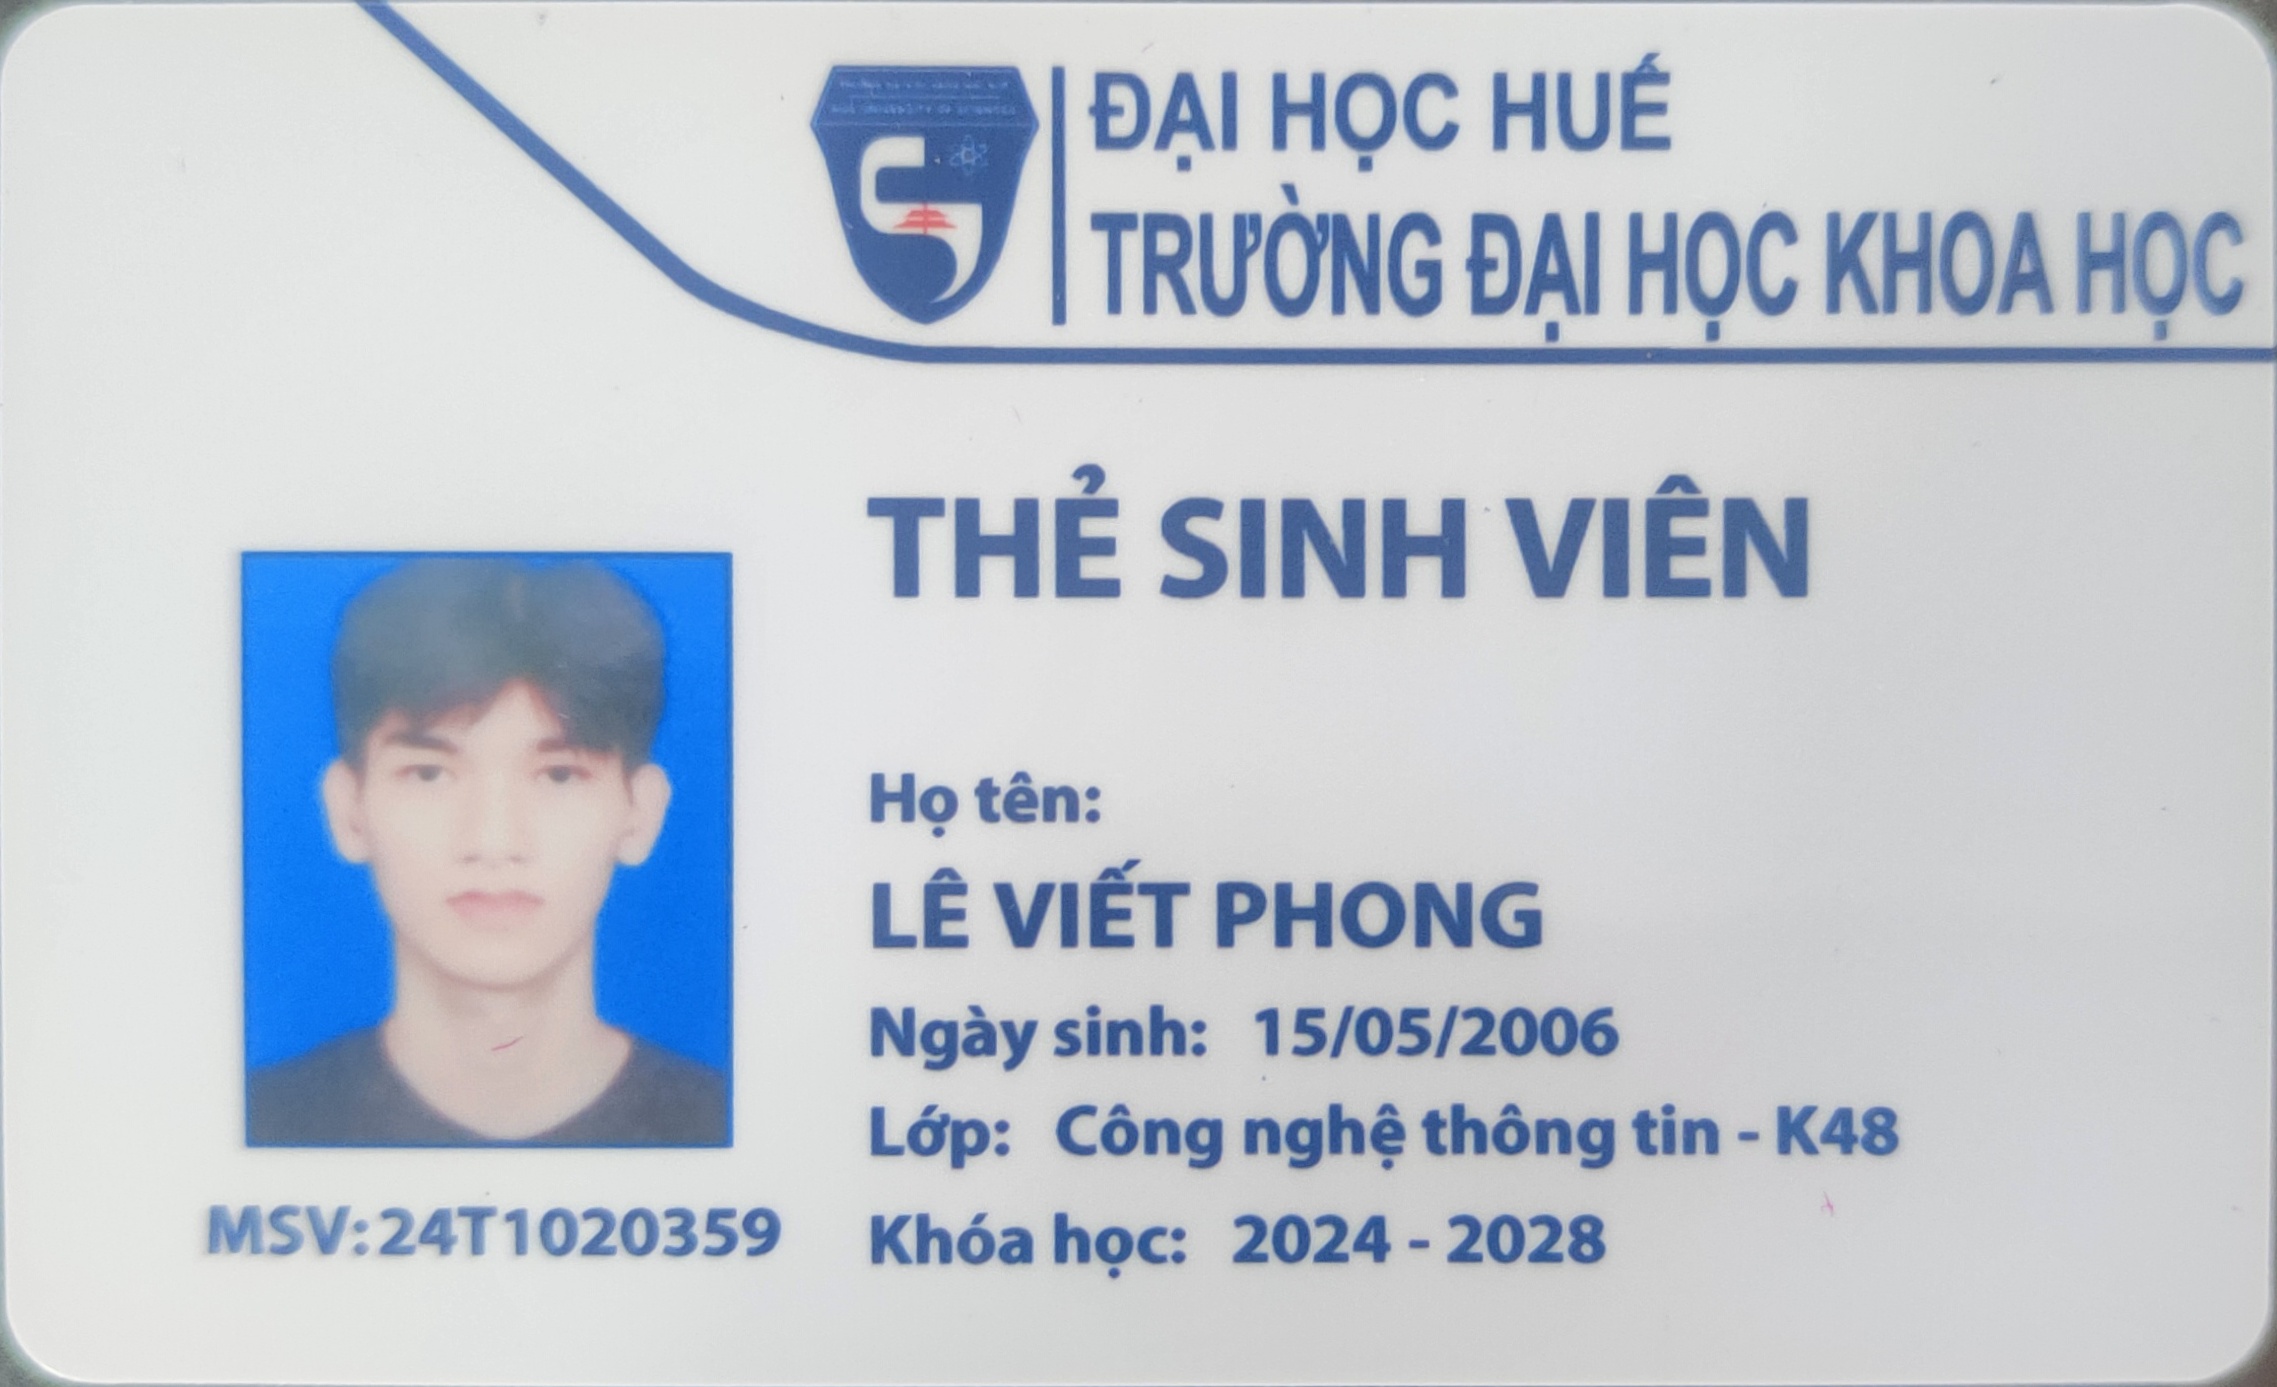 ĐẠI HỌC HUẾ
TRƯỜNG ĐẠI HỌC KHOA HỌC
THẺ SINH VIÊN
Họ tên:
LÊ VIẾT PHONG
Ngày sinh: 15/05/2006
Lớp: Công nghệ thông tin - K48
Khóa học: 2024 - 2028
MSV:24T1020359